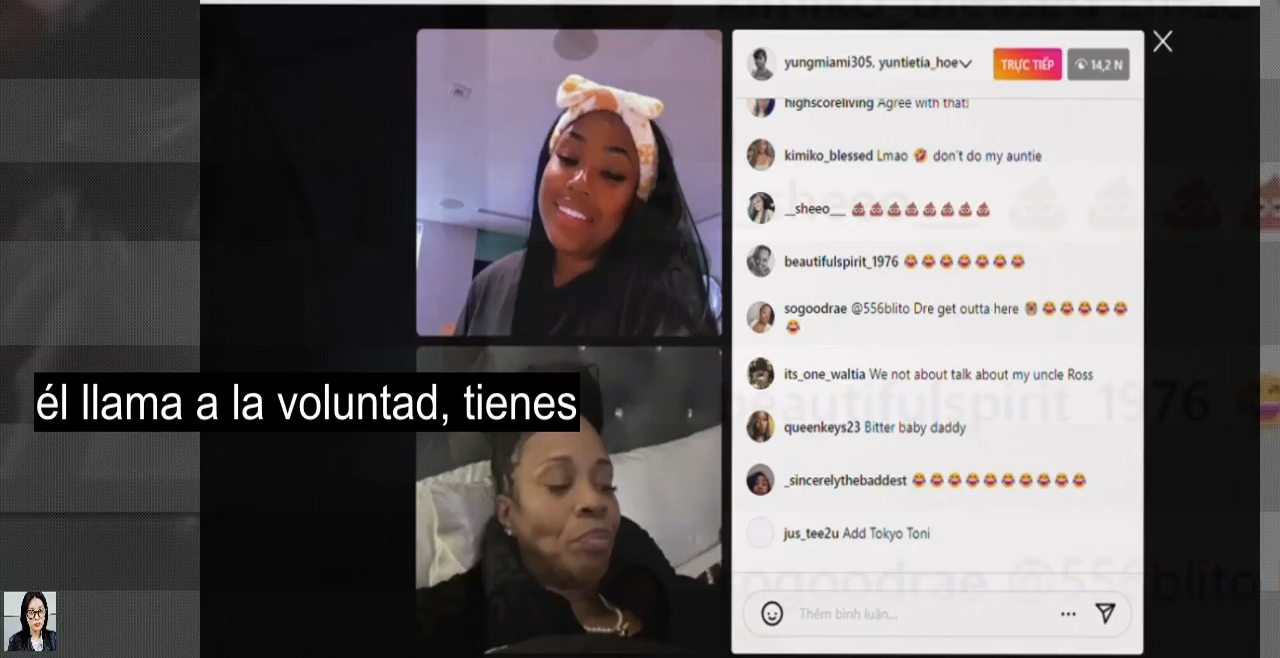 yungmiami305, yuntietia_hoe
TRỰC TIẾP
14,2 N
highscoreliving Agree with that!
kimiko_blessed Lmao 🤣 don't do my auntie
__sheeo__ 💩💩💩💩💩💩💩💩
beautifulspirit_1976 😂😂😂😂😂😂😂
sogoodrae @556blito Dre get outta here 😭😂😂😂😂😂
😂
its_one_waltia We not about talk about my uncle Ross
él llama a la voluntad, tienes
queenkeys23 Bitter baby daddy
_sincerelythebaddest 😂😂😂😂😂😂😂😂😂😂
jus_tee2u Add Tokyo Toni
Thêm bình luận...